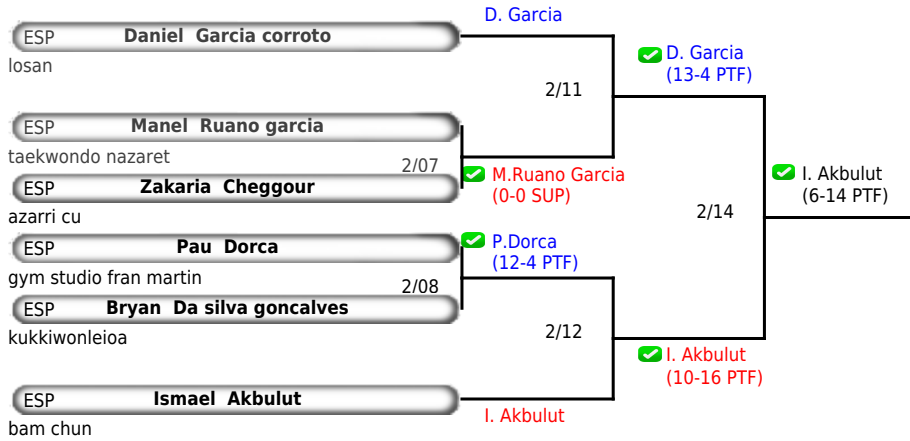 D. Garcia
ESP Daniel Garcia corroto
losan
D. Garcia
(13-4 PTF)
2/11
ESP Manel Ruano garcia
taekwondo nazaret
2/07
M.Ruano Garcia
(0-0 SUP)
ESP Zakaria Cheggour
azarri cu
I. Akbulut
(6-14 PTF)
2/14
ESP Pau Dorca
gym studio fran martin
P.Dorca
(12-4 PTF)
2/08
ESP Bryan Da silva goncalves
kukkiwonleioa
2/12
I. Akbulut
(10-16 PTF)
ESP Ismael Akbulut
bam chun
I. Akbulut